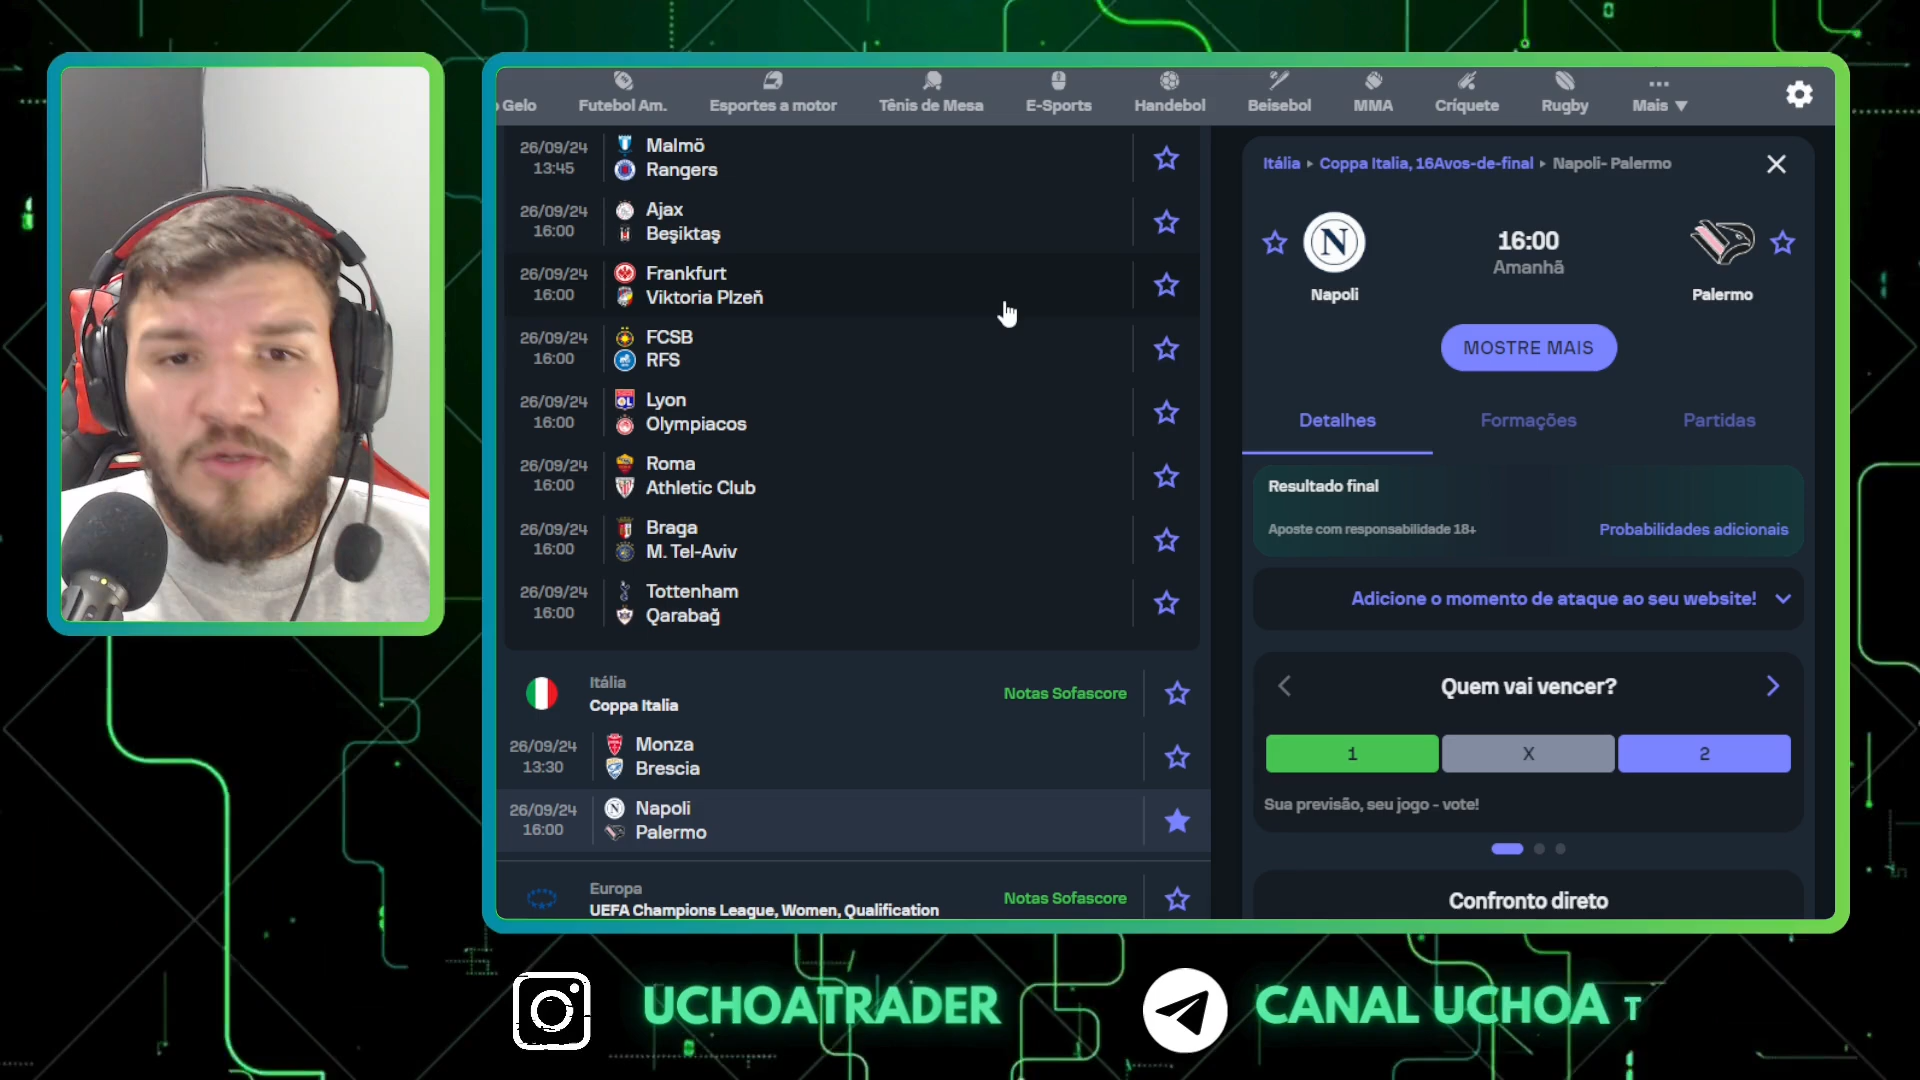 o Gelo
Futebol Am.
Esportes a motor
Tênis de Mesa
E-Sports
Handebol
Beisebol
MMA
Críquete
Rugby
Mais ▼
26/09/24
13:45
Malmö
Rangers
26/09/24
16:00
Ajax
Beşiktaş
26/09/24
16:00
Frankfurt
Viktoria Plzeň
26/09/24
16:00
FCSB
RFS
26/09/24
16:00
Lyon
Olympiacos
26/09/24
16:00
Roma
Athletic Club
26/09/24
16:00
Braga
M. Tel-Aviv
26/09/24
16:00
Tottenham
Qarabağ
Itália
Coppa Italia
Notas Sofascore
26/09/24
13:30
Monza
Brescia
26/09/24
16:00
Napoli
Palermo
Europa
UEFA Champions League, Women, Qualification
Notas Sofascore
Itália ▸ Coppa Italia, 16Avos-de-final ▸ Napoli- Palermo
N
Napoli
16:00
Amanhã
Palermo
MOSTRE MAIS
Detalhes
Formações
Partidas
Resultado final
Aposte com responsabilidade 18+
Probabilidades adicionais
Adicione o momento de ataque ao seu website!
Quem vai vencer?
1
X
2
Sua previsão, seu jogo - vote!
Confronto direto
UCHOATRADER
CANAL UCHOA T